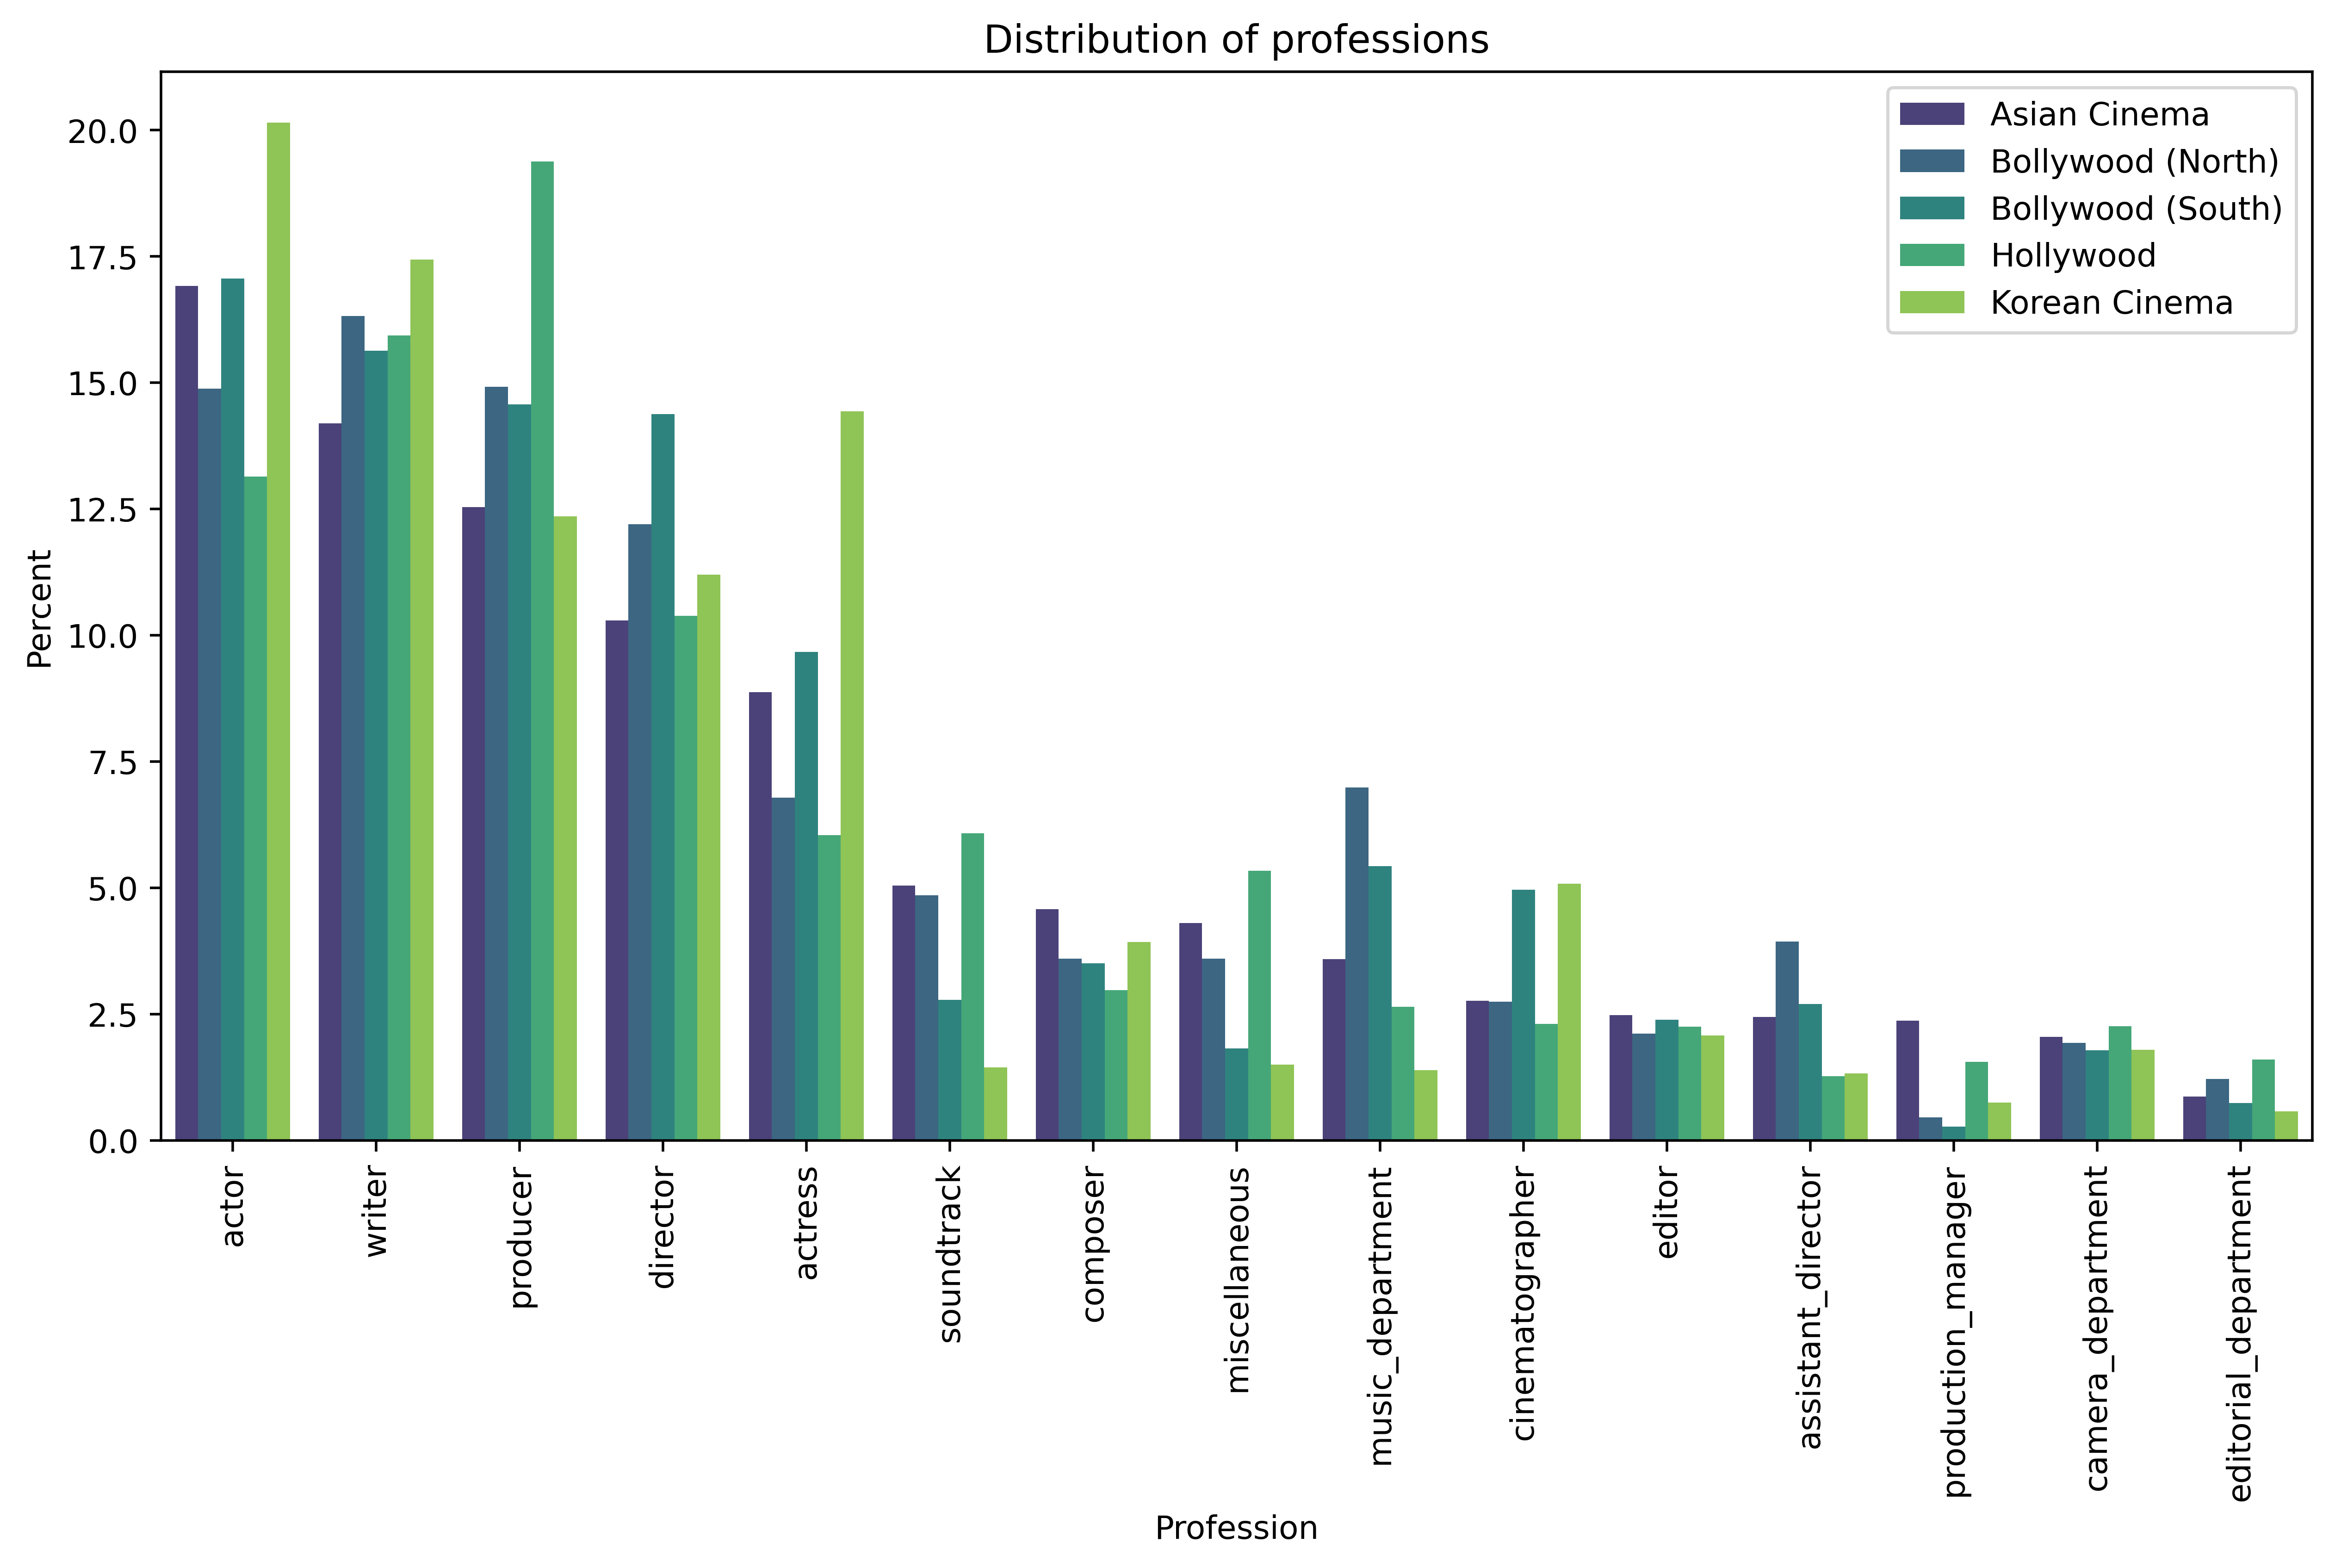 Distribution of professions
Asian Cinema
Bollywood (North)
Bollywood (South)
Hollywood
Korean Cinema
20.0
17.5
15.0
12.5
10.0
7.5
5.0
2.5
0.0
Percent
actor
writer
producer
director
actress
soundtrack
composer
miscellaneous
music_department
cinematographer
editor
assistant_director
production_manager
camera_department
editorial_department
Profession